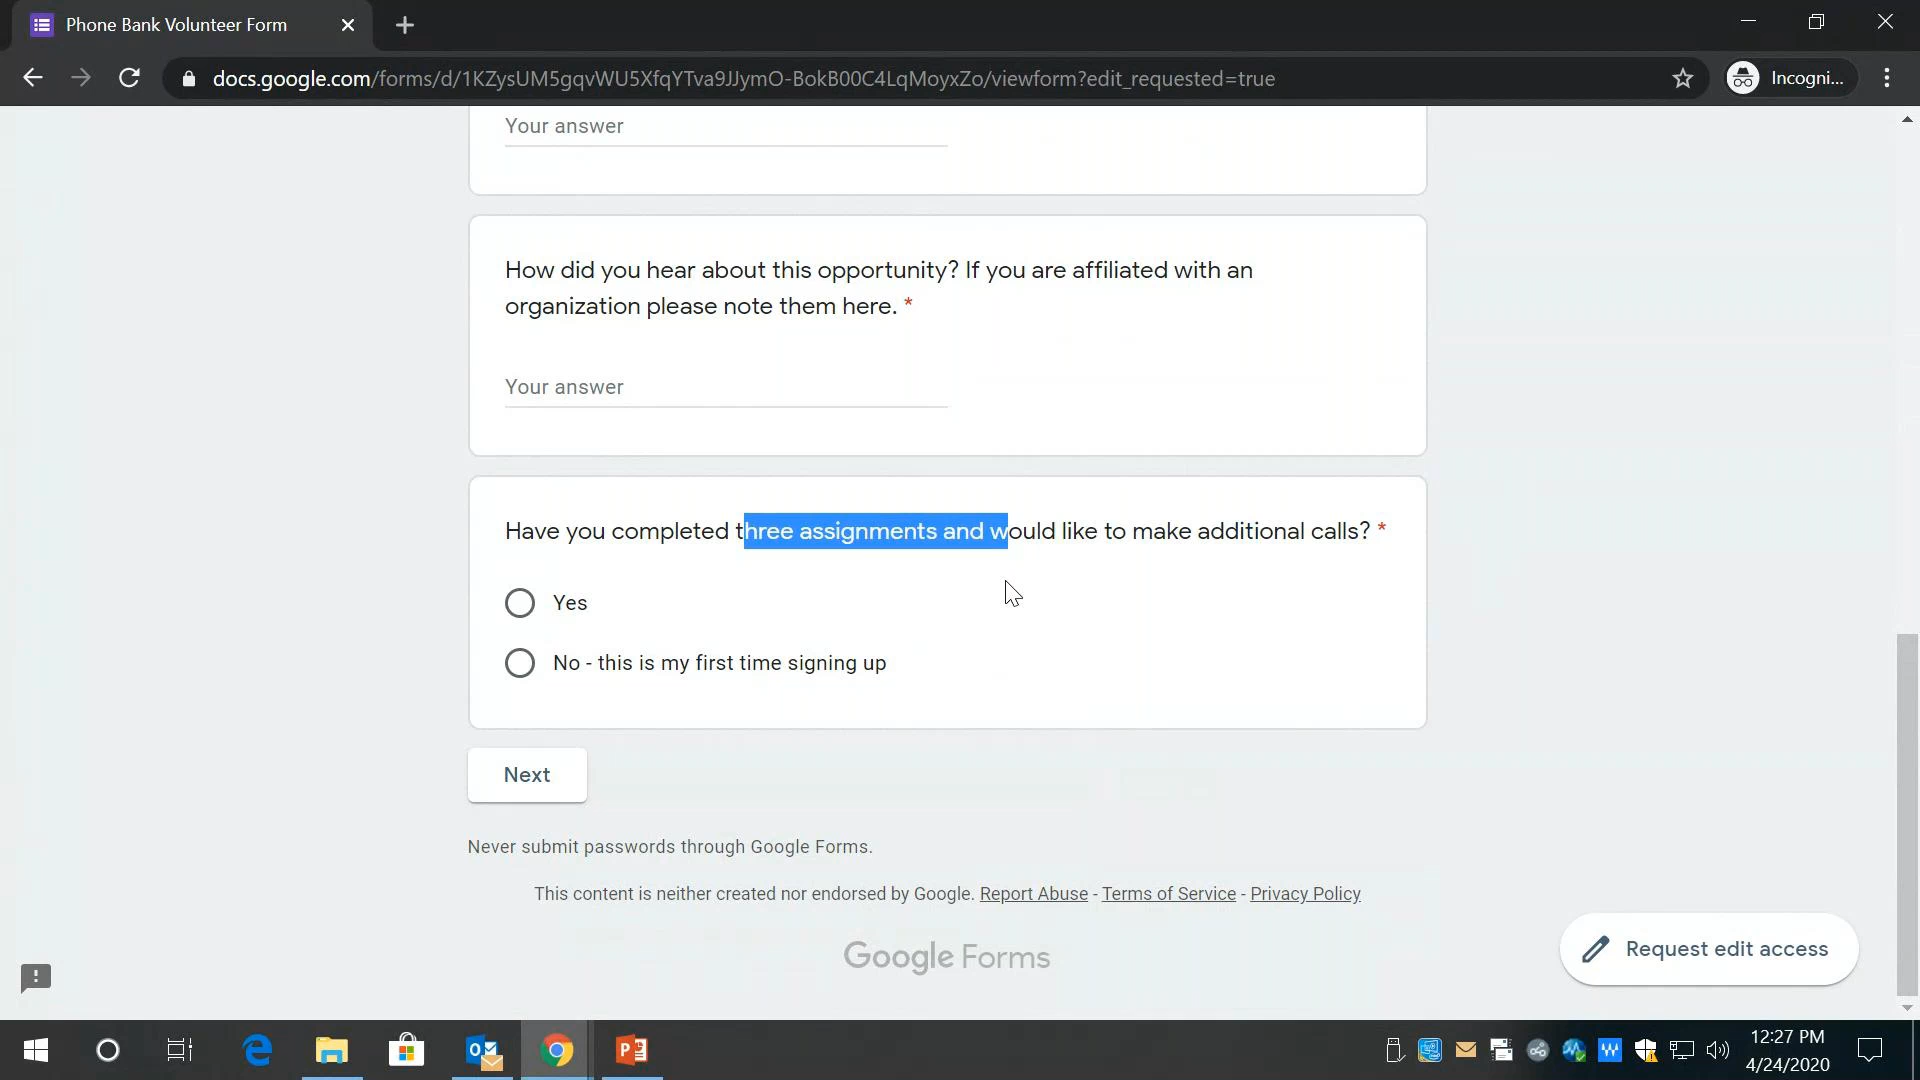 Phone Bank Volunteer Form
docs.google.com/forms/d/1KZysUM5gqvWU5XfqYTva9JJymO-BokB00C4LqMoyxZo/viewform?edit_requested=true
Incogni...
Your answer
How did you hear about this opportunity? If you are affiliated with an
organization please note them here. *
Your answer
Have you completed three assignments and would like to make additional calls? *
Yes
No - this is my first time signing up
Next
Never submit passwords through Google Forms.
This content is neither created nor endorsed by Google. Report Abuse - Terms of Service - Privacy Policy
Google Forms
Request edit access
12:27 PM
4/24/2020